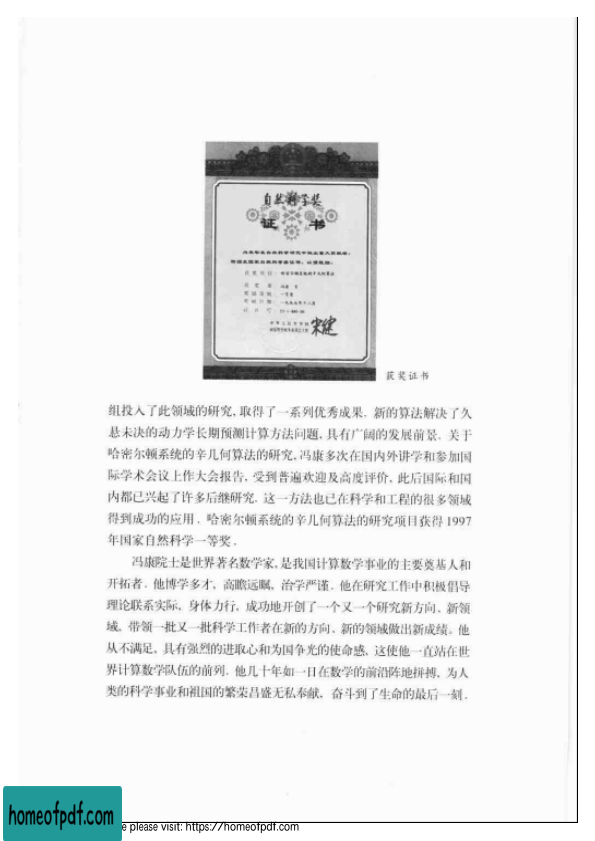 自然科学奖
证 书
获奖证书
组投入了此领域的研究,取得了一系列优秀成果. 新的算法解决了久
悬未决的动力学长期预测计算方法问题, 具有广阔的发展前景. 关于
哈密尔顿系统的辛几何算法的研究, 冯康多次在国内外讲学和参加国
际学术会议上作大会报告, 受到普遍欢迎及高度评价, 此后国际和国
内都已兴起了许多后继研究. 这一方法也已在科学和工程的很多领域
得到成功的应用. 哈密尔顿系统的辛几何算法的研究项目获得 1997
年国家自然科学一等奖.
冯康院士是世界著名数学家, 是我国计算数学事业的主要奠基人和
开拓者. 他博学多才, 高瞻远瞩, 治学严谨. 他在研究工作中积极倡导
理论联系实际, 身体力行, 成功地开创了一个又一个研究新方向、新领
域, 带领一批又一批科学工作者在新的方向、新的领域做出新成绩. 他
从不满足, 具有强烈的进取心和为国争光的使命感, 这使他一直站在世
界计算数学队伍的前列. 他几十年如一日在数学的前沿阵地拼搏, 为人
类的科学事业和祖国的繁荣昌盛无私奉献, 奋斗到了生命的最后一刻.
homeofpdf.com
e please visit: https://homeofpdf.com